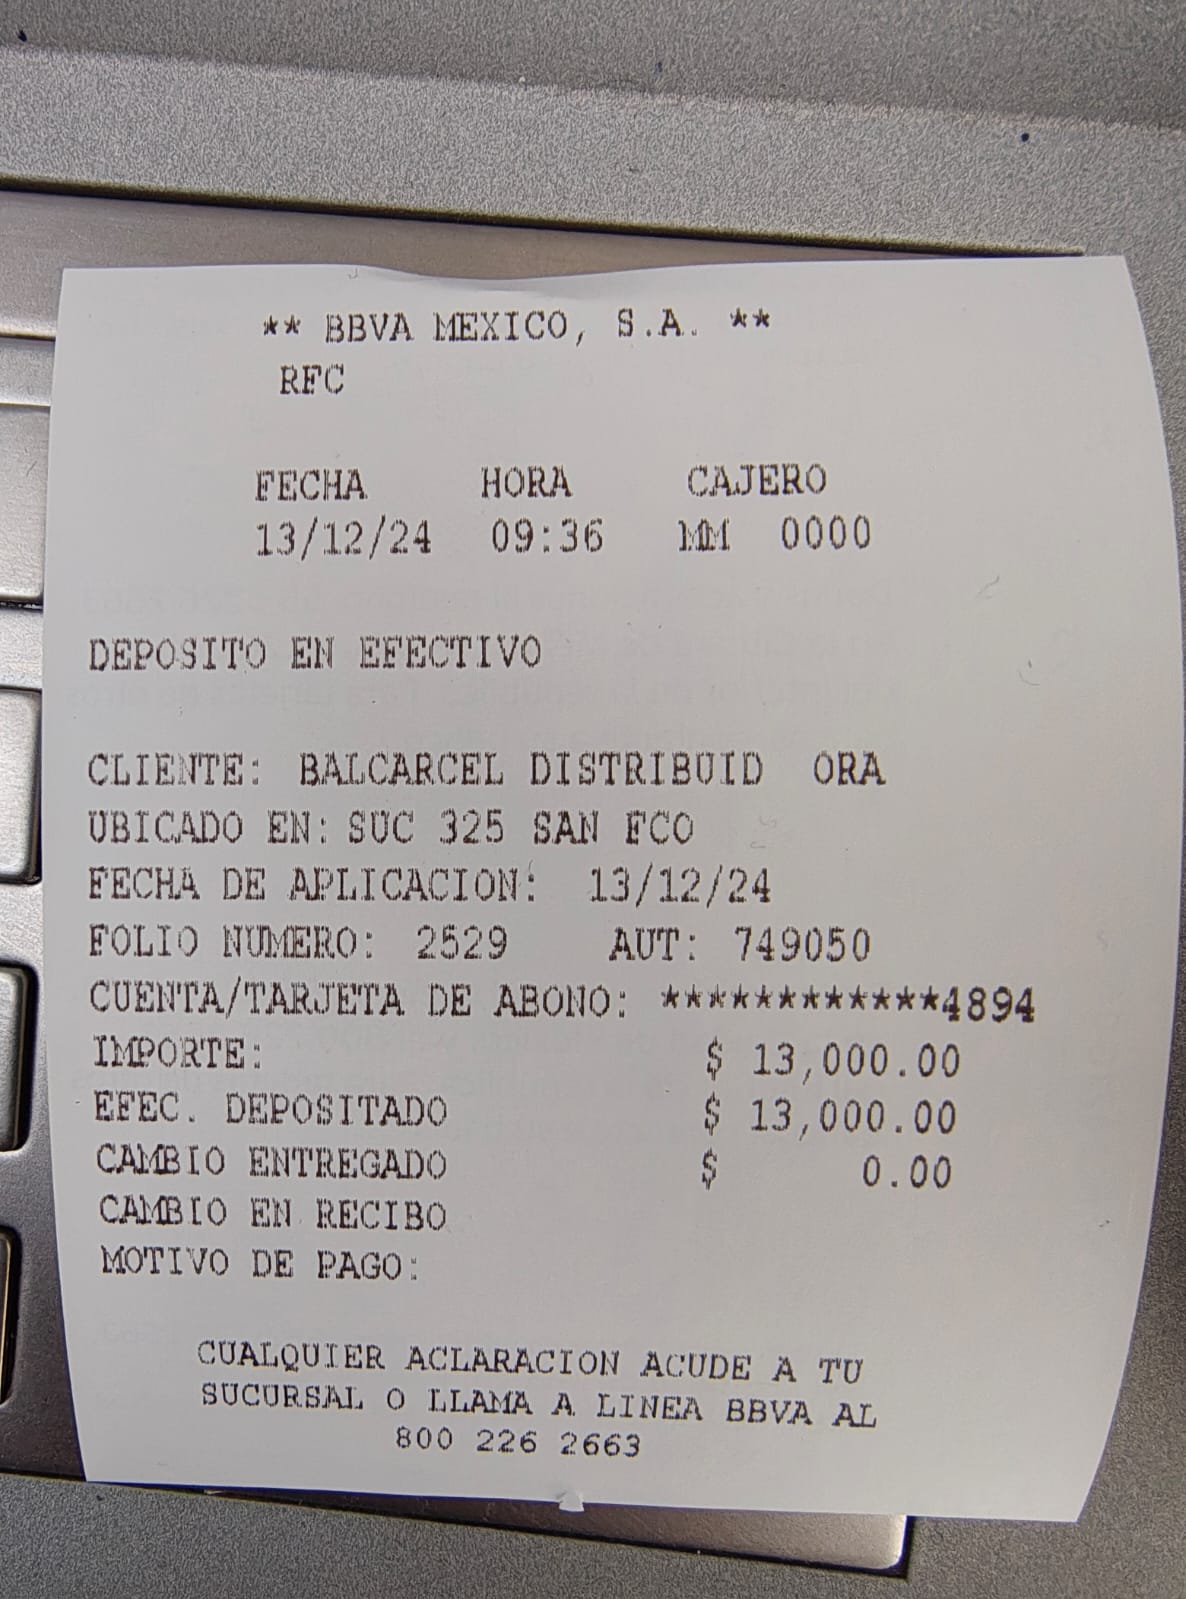 ** BBVA MEXICO, S.A. **
RFC
FECHA HORA CAJERO
13/12/24 09:36 MM 0000
DEPOSITO EN EFECTIVO
CLIENTE: BALCARCEL DISTRIBUID ORA
UBICADO EN: SUC 325 SAN FCO
FECHA DE APLICACION: 13/12/24
FOLIO NUMERO: 2529 AUT: 749050
CUENTA/TARJETA DE ABONO: ************4894
IMPORTE: $ 13,000.00
EFEC. DEPOSITADO $ 13,000.00
CAMBIO ENTREGADO $ 0.00
CAMBIO EN RECIBO
MOTIVO DE PAGO:
CUALQUIER ACLARACION ACUDE A TU
SUCURSAL O LLAMA A LINEA BBVA AL
800 226 2663